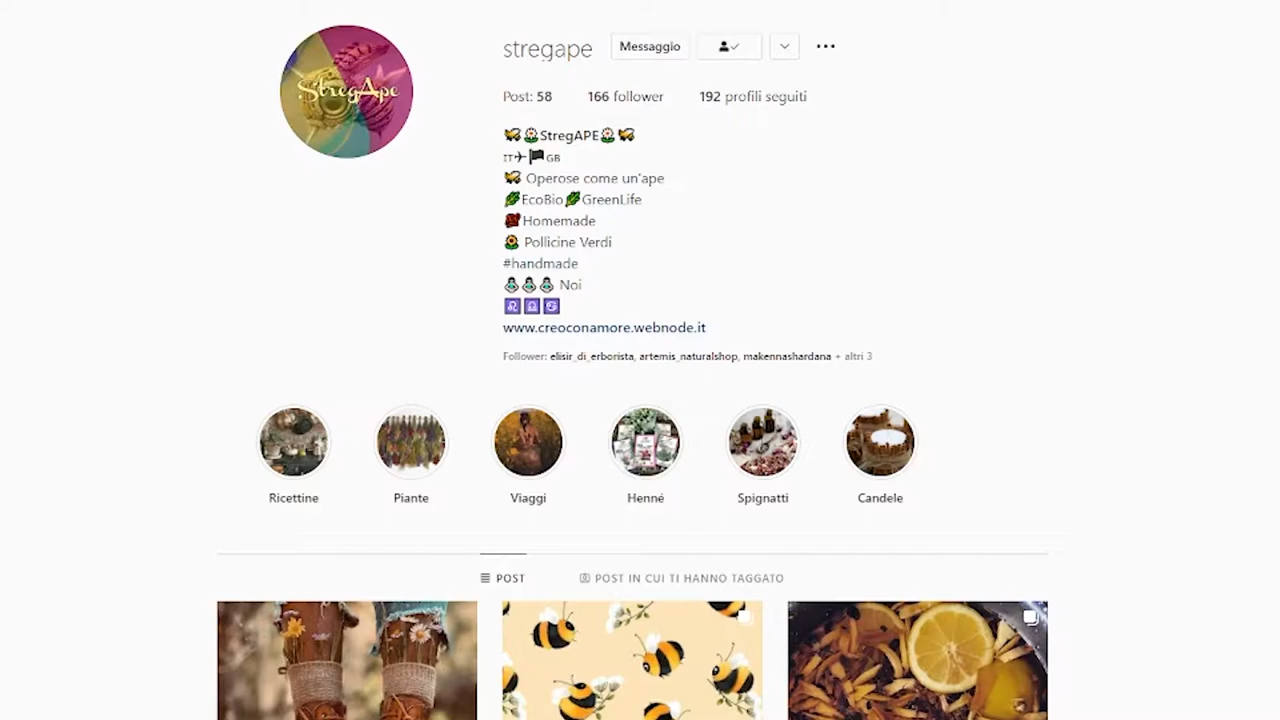 StregApe
stregape Messaggio
Post: 58 166 follower 192 profili seguiti
🐝🌼StregAPE🌼🐝
IT✈🏴GB
🐝 Operose come un'ape
🌿EcoBio🌿GreenLife
🌹Homemade
🌻 Pollicine Verdi
#handmade
Noi
♌♎♋
www.creoconamore.webnode.it
Follower: elisir_di_erborista, artemis_naturalshop, makennashardana + altri 3
Ricettine Piante Viaggi Henné Spignatti Candele
POST POST IN CUI TI HANNO TAGGATO